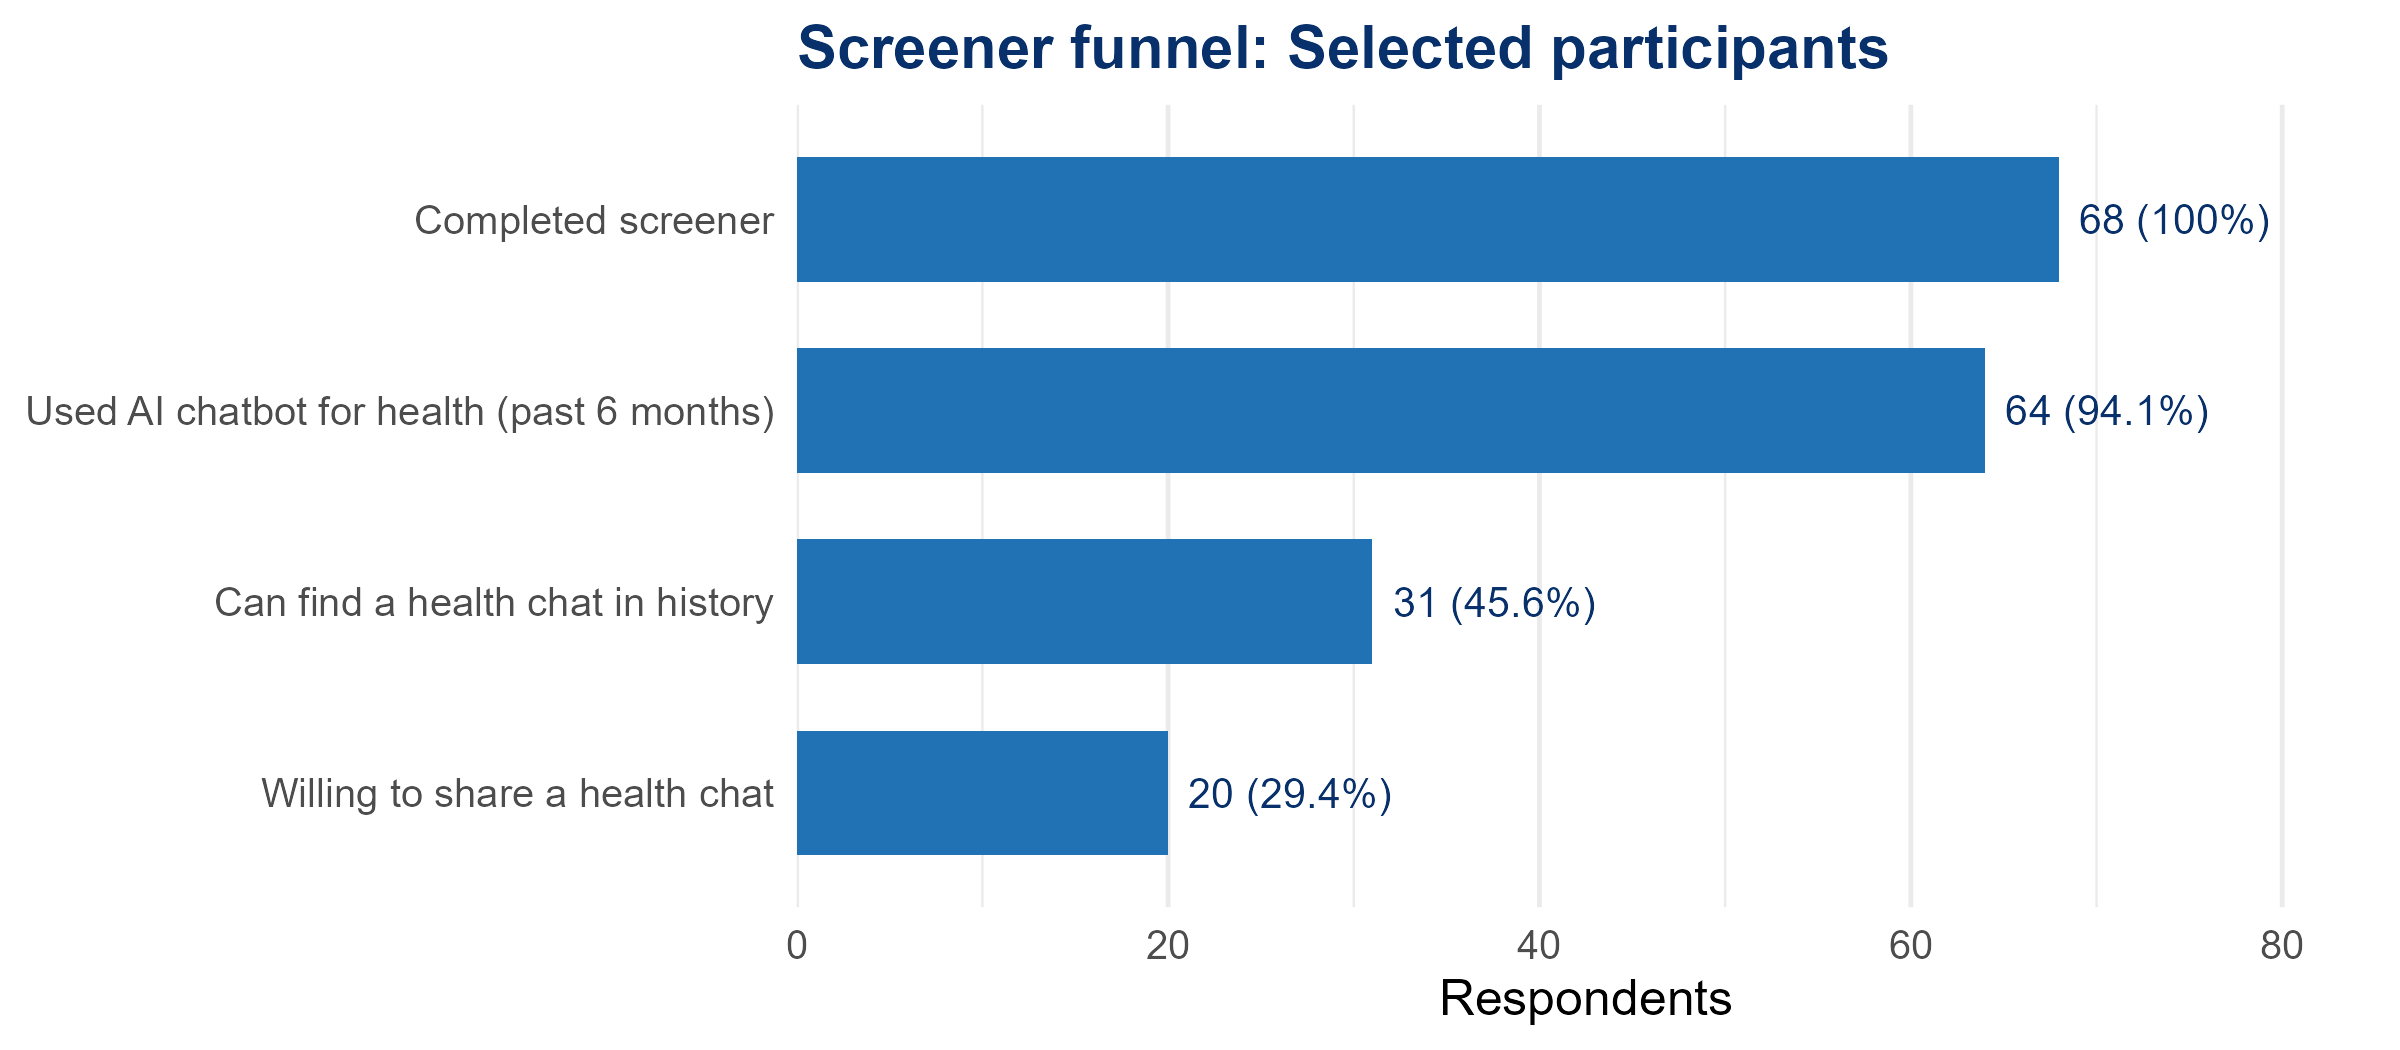 Screener funnel: Selected participants
Completed screener
68 (100%)
Used AI chatbot for health (past 6 months)
64 (94.1%)
Can find a health chat in history
31 (45.6%)
Willing to share a health chat
20 (29.4%)
0 20 40 60 80
Respondents